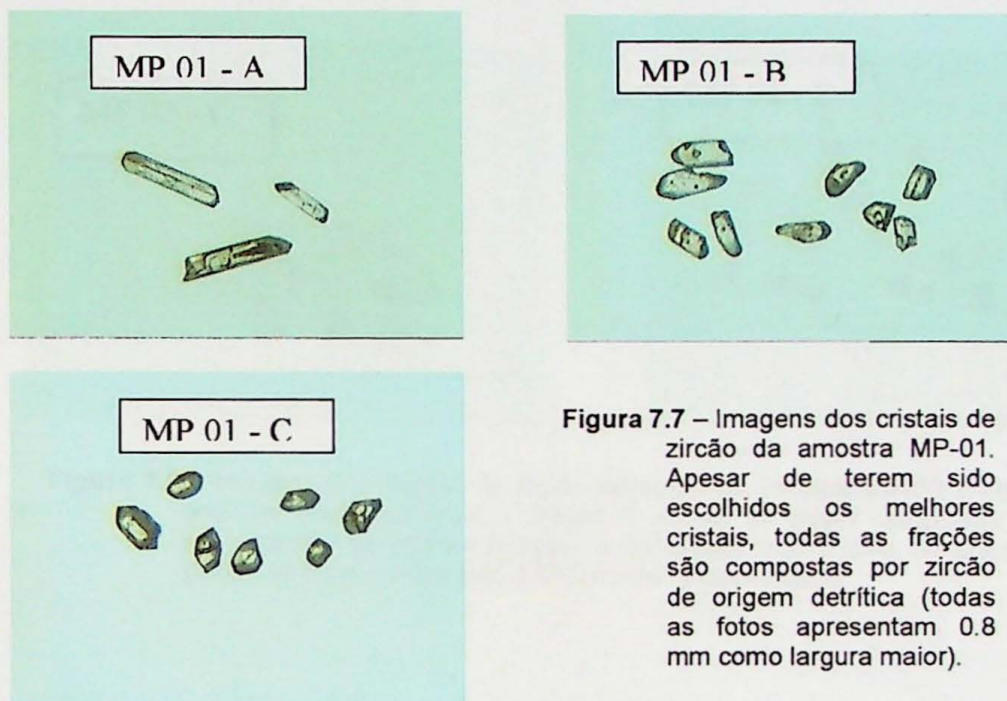 MP 01 - A
MP 01 - B
MP 01 - C
Figura 7.7 – Imagens dos cristais de
zircão da amostra MP-01.
Apesar de terem sido
escolhidos os melhores
cristais, todas as frações
são compostas por zircão
de origem detrítica (todas
as fotos apresentam 0.8
mm como largura maior).